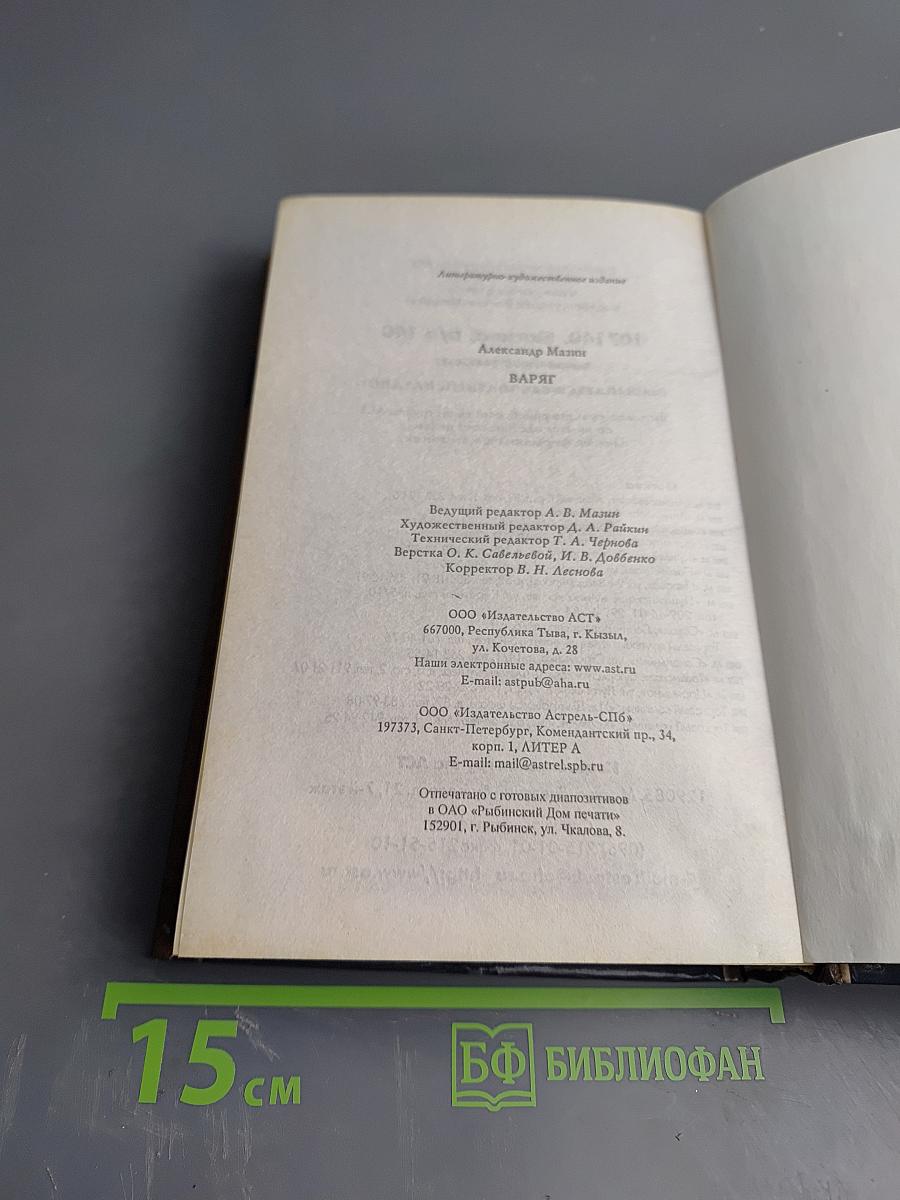 Литературно-художественное издание
Александр Мазин
ВАРЯГ
Ведущий редактор А. В. Мазин
Художественный редактор Д. А. Райкин
Технический редактор Т. А. Чернова
Верстка О. К. Савельевой, И. В. Довбенко
Корректор В. Н. Леснова
ООО «Издательство АСТ»
667000, Республика Тыва, г. Кызыл,
ул. Кочетова, д. 28
Наши электронные адреса: www.ast.ru
E-mail: astpub@aha.ru
ООО «Издательство Астрель-СПб»
197373, Санкт-Петербург, Комендантский пр., 34,
корп. 1, ЛИТЕР А
E-mail: mail@astrel.spb.ru
Отпечатано с готовых диапозитивов
в ОАО «Рыбинский Дом печати»
152901, г. Рыбинск, ул. Чкалова, 8.
15 см
БФ БИБЛИОФАН